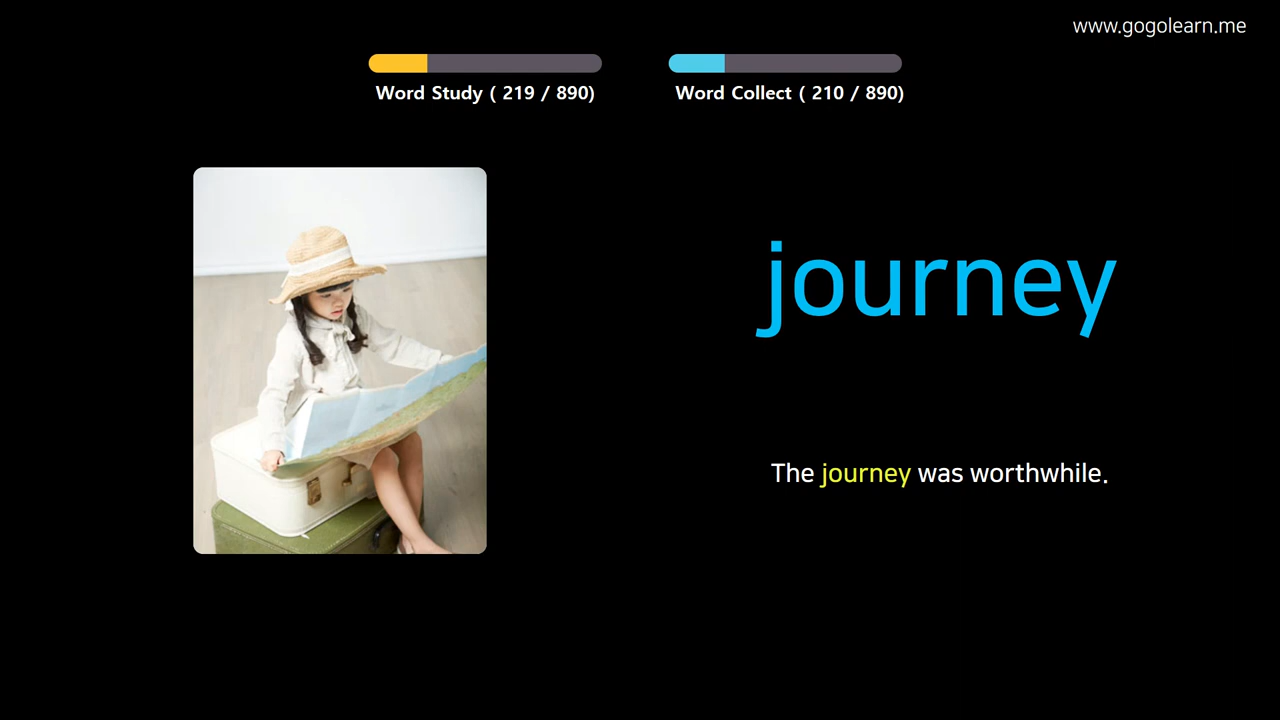 www.gogolearn.me
Word Study ( 219 / 890)
Word Collect ( 210 / 890)
journey
The journey was worthwhile.